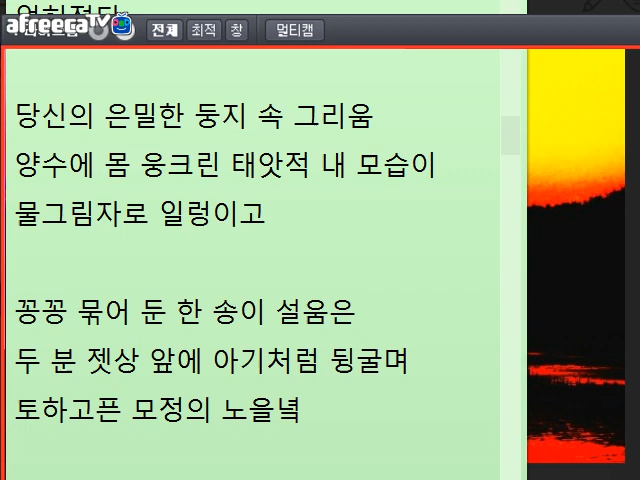 afreecaTV
전체 최적 창 멀티캠
당신의 은밀한 둥지 속 그리움
양수에 몸 웅크린 태앗적 내 모습이
물그림자로 일렁이고
꽁꽁 묶어 둔 한 송이 설움은
두 분 젯상 앞에 아기처럼 뒹굴며
토하고픈 모정의 노을녘